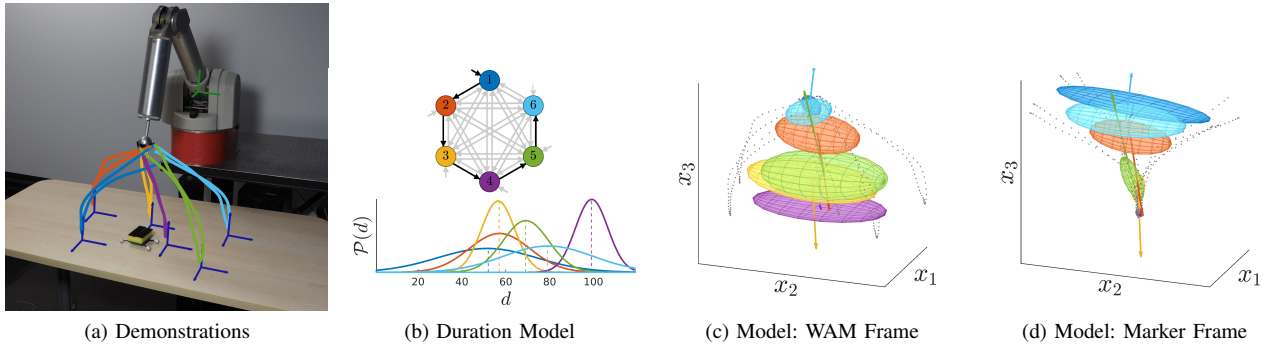 1
2
6
3
5
4
P(d)
20
40
60
80
100
d
x₃
x₂
x₁
x₃
x₂
x₁
(a) Demonstrations
(b) Duration Model
(c) Model: WAM Frame
(d) Model: Marker Frame